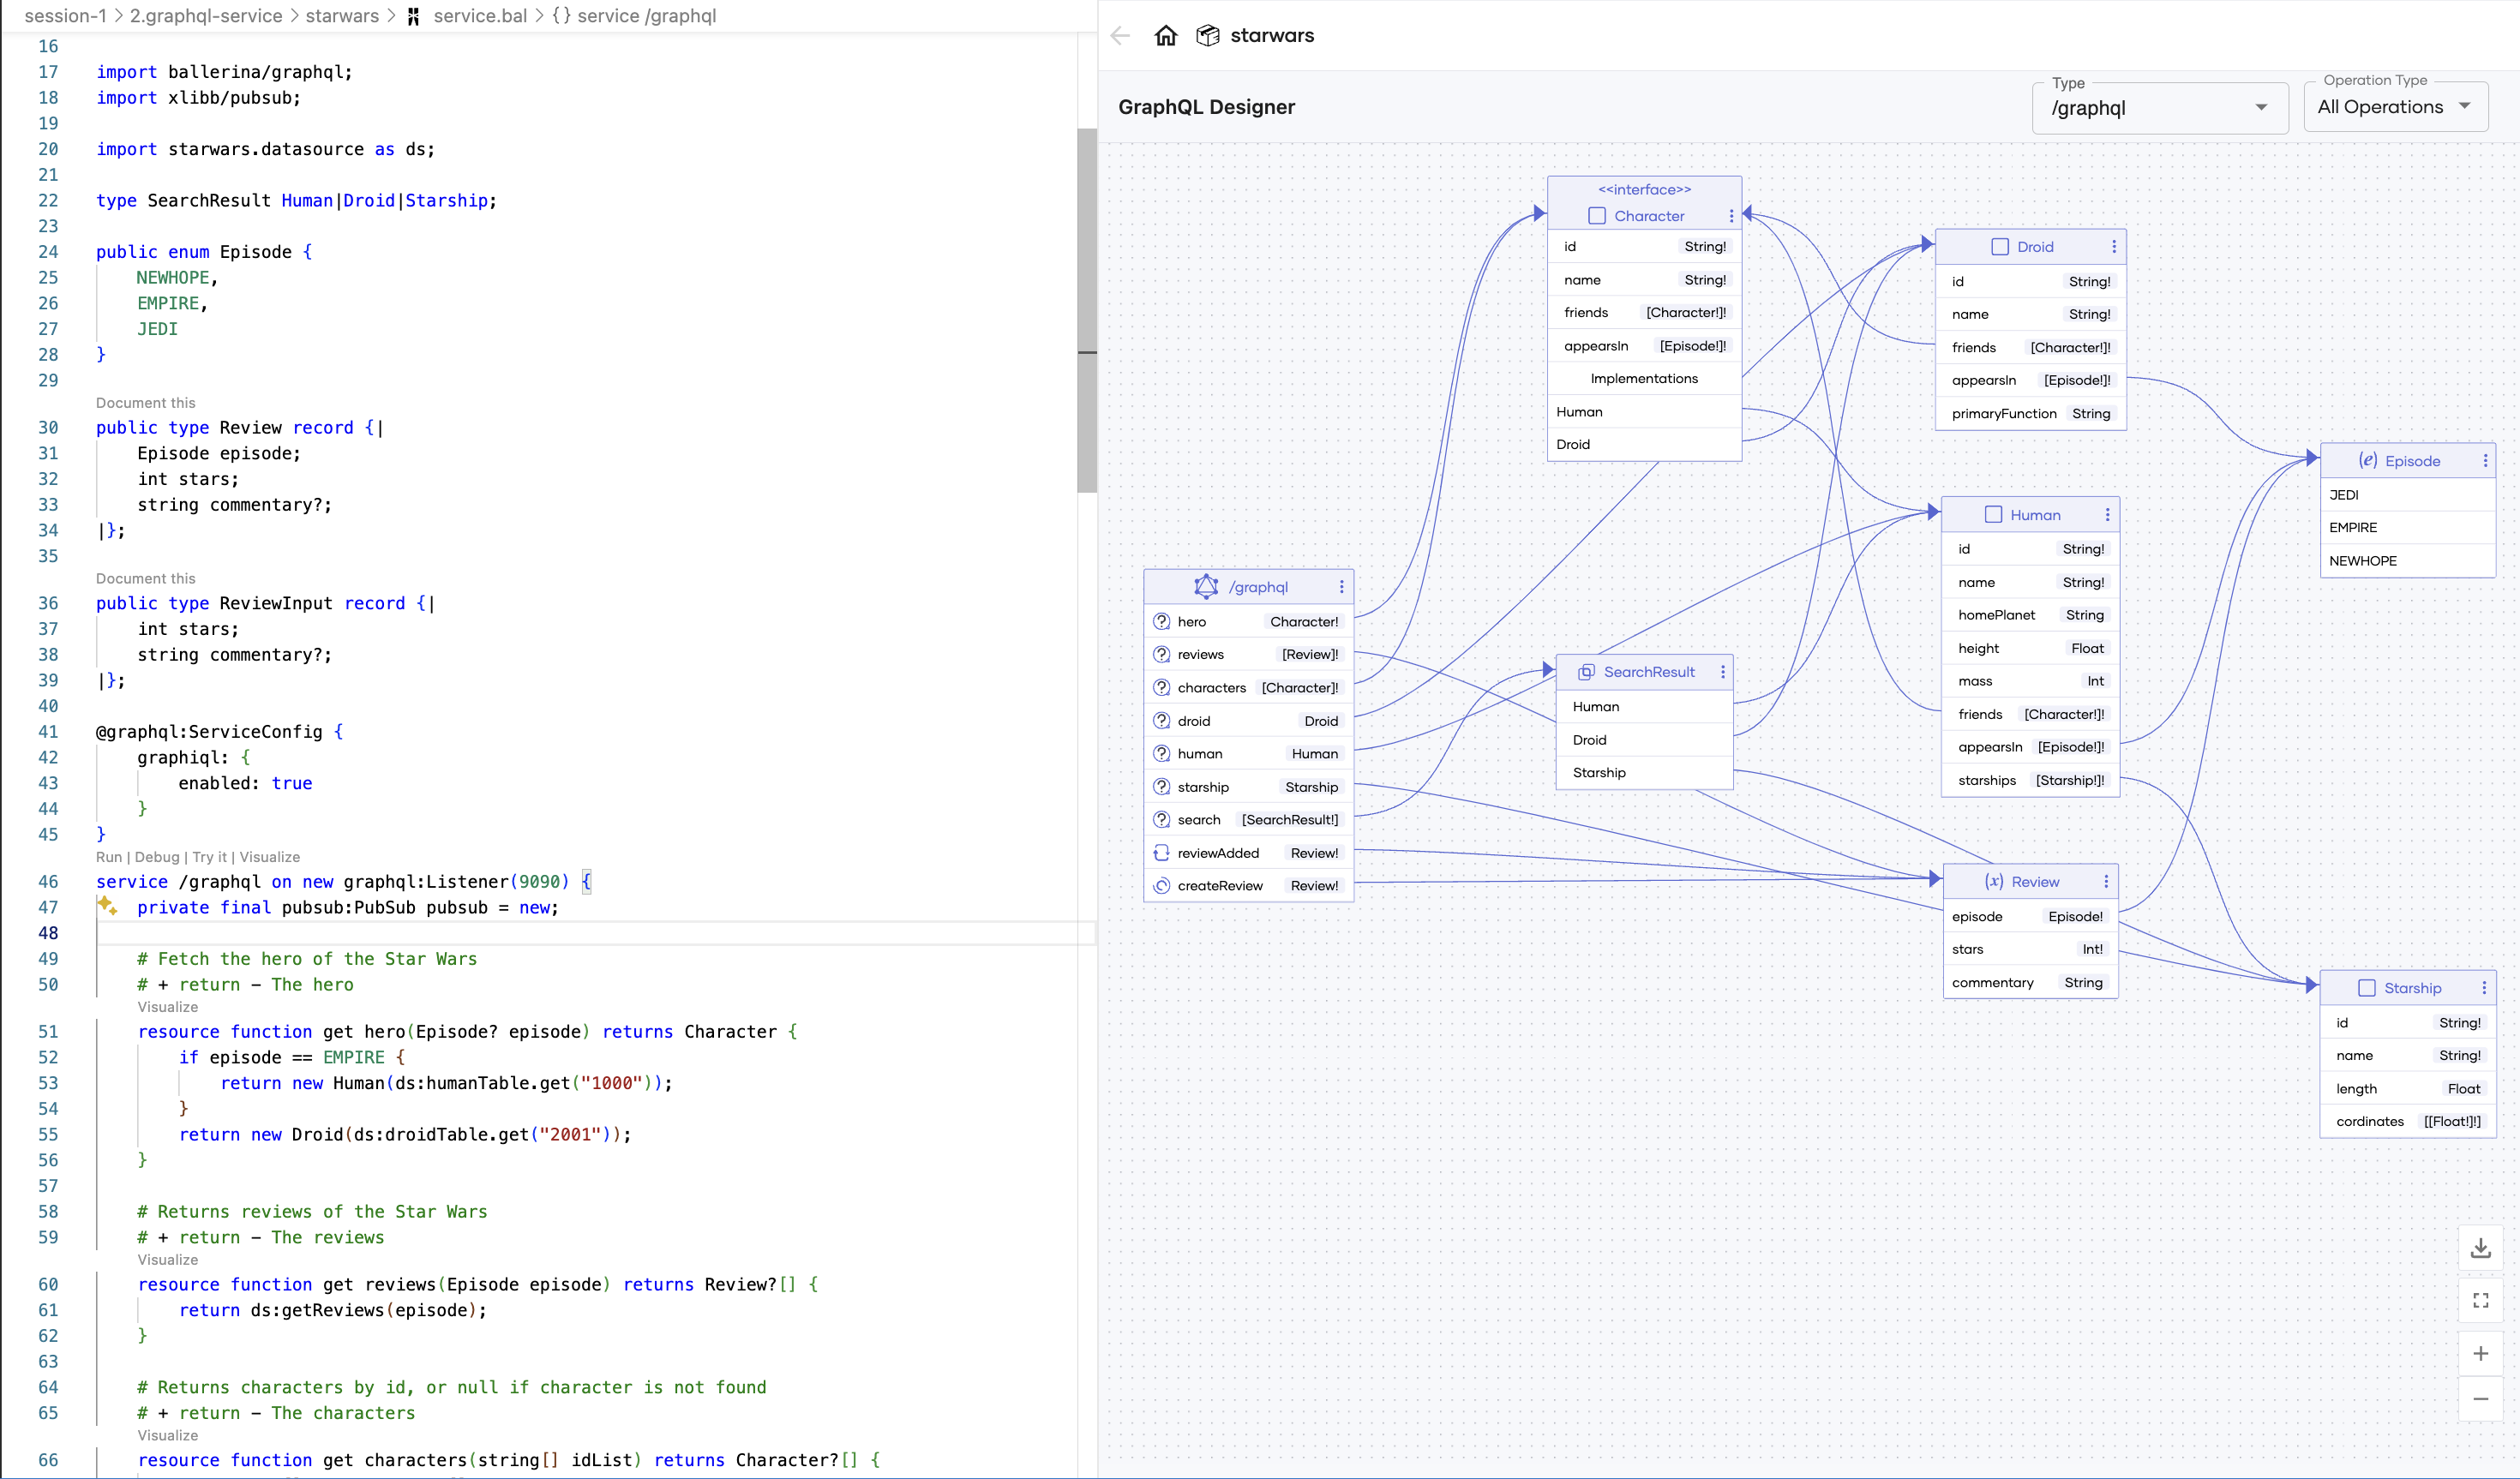 session-1 > 2.graphql-service > starwars > service.bal > {} service /graphql
16
17 import ballerina/graphql;
18 import xlibb/pubsub;
19
20 import starwars.datasource as ds;
21
22 type SearchResult Human|Droid|Starship;
23
24 public enum Episode {
25 NEWHOPE,
26 EMPIRE,
27 JEDI
28 }
29
Document this
30 public type Review record {|
31 Episode episode;
32 int stars;
33 string commentary?;
34 |};
35
Document this
36 public type ReviewInput record {|
37 int stars;
38 string commentary?;
39 |};
40
41 @graphql:ServiceConfig {
42 graphiql: {
43 enabled: true
44 }
45 }
Run | Debug | Try it | Visualize
46 service /graphql on new graphql:Listener(9090) {
47 private final pubsub:PubSub pubsub = new;
48
49 # Fetch the hero of the Star Wars
50 # + return - The hero
Visualize
51 resource function get hero(Episode? episode) returns Character {
52 if episode == EMPIRE {
53 return new Human(ds:humanTable.get("1000"));
54 }
55 return new Droid(ds:droidTable.get("2001"));
56 }
57
58 # Returns reviews of the Star Wars
59 # + return - The reviews
Visualize
60 resource function get reviews(Episode episode) returns Review?[] {
61 return ds:getReviews(episode);
62 }
63
64 # Returns characters by id, or null if character is not found
65 # + return - The characters
Visualize
66 resource function get characters(string[] idList) returns Character?[] {
starwars
GraphQL Designer
Type
/graphql
Operation Type
All Operations
/graphql
hero Character!
reviews [Review]!
characters [Character]!
droid Droid
human Human
starship Starship
search [SearchResult!]
reviewAdded Review!
createReview Review!
<<interface>>
Character
id String!
name String!
friends [Character!]!
appearsIn [Episode!]!
Implementations
Human
Droid
SearchResult
Human
Droid
Starship
Droid
id String!
name String!
friends [Character!]!
appearsIn [Episode!]!
primaryFunction String
Human
id String!
name String!
homePlanet String
height Float
mass Int
friends [Character!]!
appearsIn [Episode!]!
starships [Starship!]!
(x) Review
episode Episode!
stars Int!
commentary String
(e) Episode
JEDI
EMPIRE
NEWHOPE
Starship
id String!
name String!
length Float
cordinates [[Float!]!]